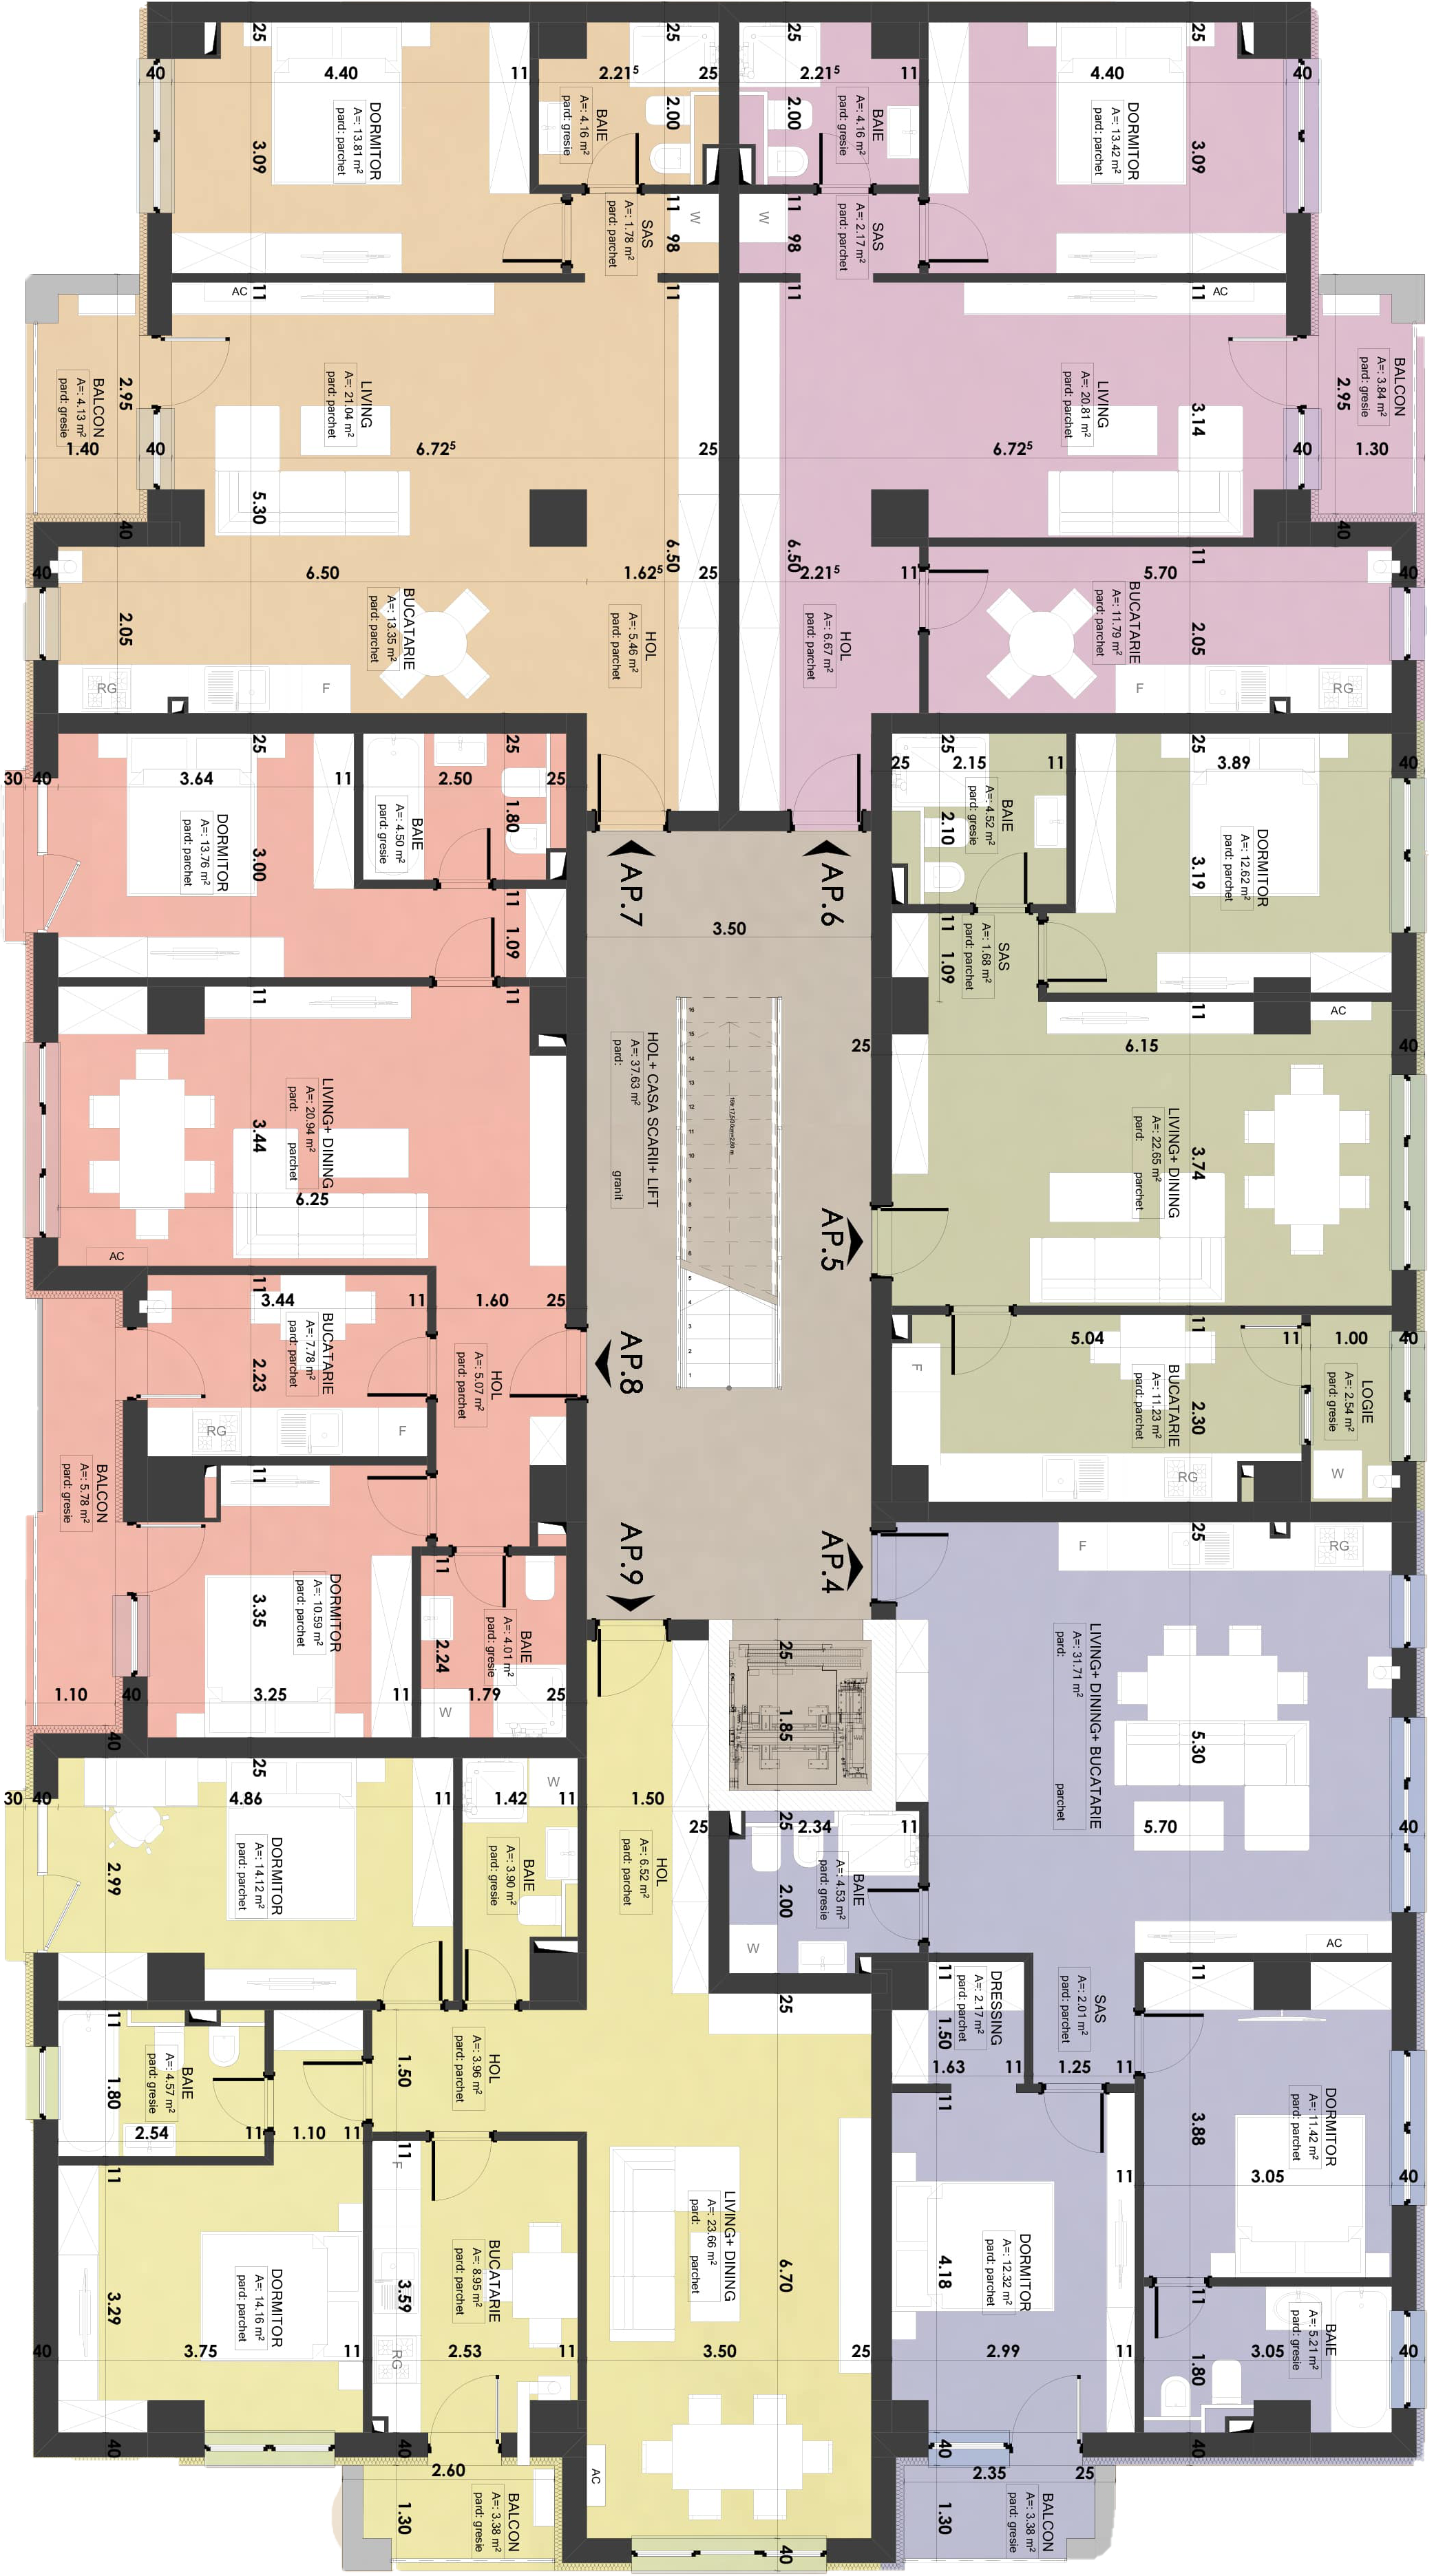 DORMITOR
A=: 13.81 m²
pard: parchet
BAIE
A=: 4.16 m²
pard: gresie
SAS
A=: 1.78 m²
pard: parchet
LIVING
A=: 21.04 m²
pard: parchet
BALCON
A=: 4.13 m²
pard: gresie
BUCATARIE
A=: 13.35 m²
pard: parchet
HOL
A=: 5.46 m²
pard: parchet
AP.7
25
4.40
40
11
2.21⁵
25
25
2.00
3.09
11
98
W
AC
11
11
2.95
1.40
40
6.72⁵
25
5.30
40
40
6.50
1.62⁵
25
6.50
2.05
RG
F
BAIE
A=: 4.16 m²
pard: gresie
DORMITOR
A=: 13.42 m²
pard: parchet
SAS
A=: 2.17 m²
pard: parchet
LIVING
A=: 20.81 m²
pard: parchet
BALCON
A=: 3.84 m²
pard: gresie
BUCATARIE
A=: 11.79 m²
pard: parchet
HOL
A=: 6.67 m²
pard: parchet
AP.6
25
2.21⁵
11
4.40
25
40
2.00
3.09
11
98
W
11
11
AC
2.95
3.14
6.72⁵
40
1.30
40
6.50
2.21⁵
11
11
5.70
40
2.05
F
RG
DORMITOR
A=: 13.76 m²
pard: parchet
BAIE
A=: 4.50 m²
pard: gresie
LIVING+ DINING
A=: 20.94 m²
pard: parchet
BUCATARIE
A=: 7.78 m²
pard: parchet
HOL
A=: 5.07 m²
pard: parchet
BALCON
A=: 5.78 m²
pard: gresie
DORMITOR
A=: 10.59 m²
pard: parchet
BAIE
A=: 4.01 m²
pard: gresie
AP.8
30
40
25
3.64
11
2.50
25
25
1.80
3.00
11
1.09
11
11
3.44
6.25
AC
11
3.44
11
1.60
25
2.23
RG
F
11
11
3.35
2.24
1.10
40
3.25
11
1.79
25
W
40
BAIE
A=: 4.52 m²
pard: gresie
DORMITOR
A=: 12.62 m²
pard: parchet
SAS
A=: 1.68 m²
pard: parchet
LIVING+ DINING
A=: 22.65 m²
pard: parchet
BUCATARIE
A=: 11.23 m²
pard: parchet
LOGIE
A=: 2.54 m²
pard: gresie
AP.5
25
25
2.15
11
25
3.89
40
2.10
3.19
11
1.09
11
AC
25
6.15
40
3.74
11
5.04
11
1.00
40
2.30
F
RG
W
HOL+ CASA SCARII+ LIFT
A=: 37.63 m²
pard: granit
3.50
16
15
14
13
12
11
10
9
8
7
6
5
4
3
2
1
25
1.85
AP.4
LIVING+ DINING+ BUCATARIE
A=: 31.71 m²
pard: parchet
BAIE
A=: 4.53 m²
pard: gresie
DRESSING
A=: 2.17 m²
pard: parchet
SAS
A=: 2.01 m²
pard: parchet
DORMITOR
A=: 11.42 m²
pard: parchet
DORMITOR
A=: 12.32 m²
pard: parchet
BAIE
A=: 5.21 m²
pard: gresie
BALCON
A=: 3.38 m²
pard: gresie
25
F
RG
5.30
5.70
40
25
25
2.34
11
2.00
W
AC
25
11
11
1.50
1.63
11
1.25
11
11
3.88
11
3.05
40
4.18
11
2.99
11
3.05
40
1.80
40
40
2.35
25
1.30
AP.9
HOL
A=: 6.52 m²
pard: parchet
DORMITOR
A=: 14.12 m²
pard: parchet
BAIE
A=: 3.90 m²
pard: gresie
HOL
A=: 3.96 m²
pard: parchet
BAIE
A=: 4.57 m²
pard: gresie
DORMITOR
A=: 14.16 m²
pard: parchet
BUCATARIE
A=: 8.95 m²
pard: parchet
LIVING+ DINING
A=: 23.66 m²
pard: parchet
BALCON
A=: 3.38 m²
pard: gresie
30
40
25
4.86
11
1.42
11
1.50
W
2.99
11
1.80
1.50
2.54
11
1.10
11
11
11
F
3.59
RG
3.29
40
3.75
11
2.53
11
3.50
25
6.70
40
40
2.60
1.30
AC
40